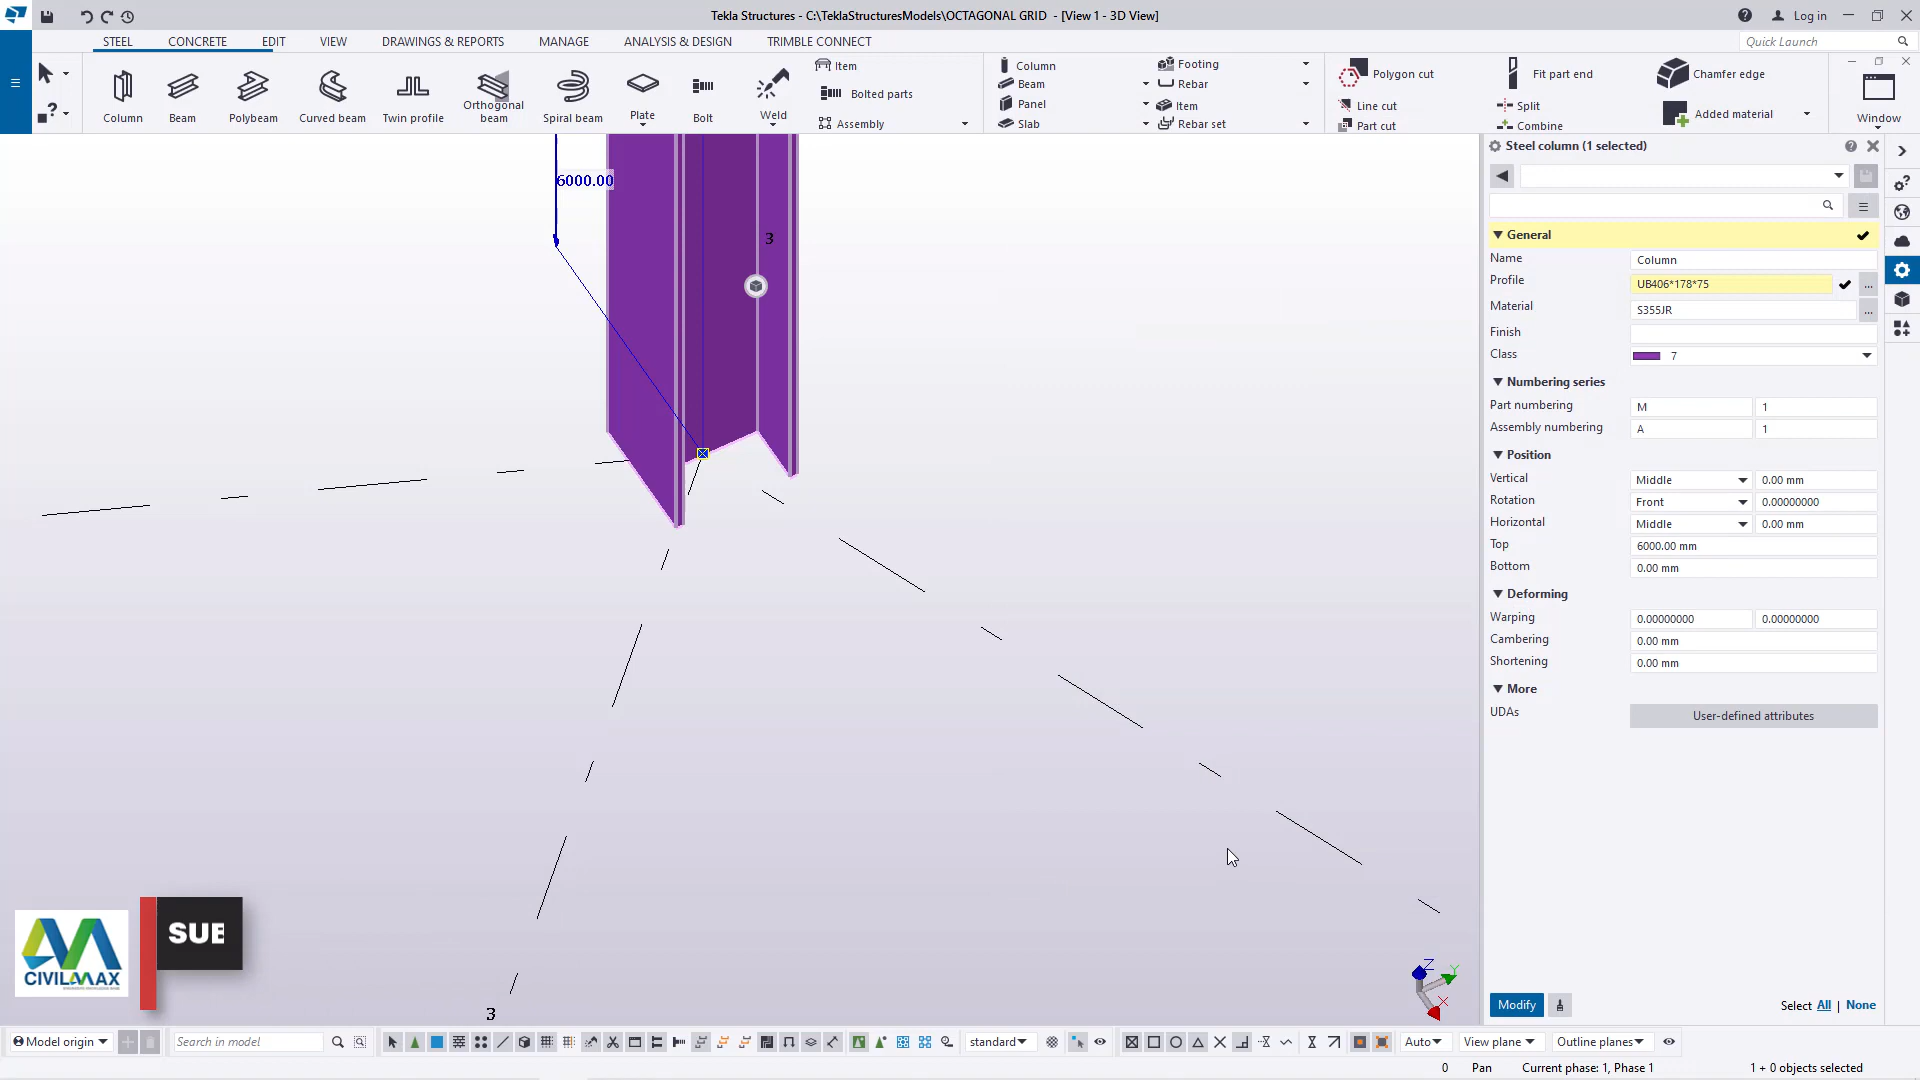 Tekla Structures - C:\TeklaStructuresModels\OCTAGONAL GRID - [View 1 - 3D View]
Log in
STEEL CONCRETE EDIT VIEW DRAWINGS & REPORTS MANAGE ANALYSIS & DESIGN TRIMBLE CONNECT
Quick Launch
Column
Beam
Polybeam
Curved beam
Twin profile
Orthogonal beam
Spiral beam
Plate
Bolt
Weld
Item
Bolted parts
Assembly
Column
Beam
Panel
Slab
Footing
Rebar
Item
Rebar set
Polygon cut
Line cut
Part cut
Fit part end
Split
Combine
Chamfer edge
Added material
Window
6000.00
3
3
Z
Y
X
CIVILMAX
SUB
Steel column (1 selected)
General
Name Column
Profile UB406*178*75 ...
Material S355JR ...
Finish
Class 7
Numbering series
Part numbering M 1
Assembly numbering A 1
Position
Vertical Middle 0.00 mm
Rotation Front 0.00000000
Horizontal Middle 0.00 mm
Top 6000.00 mm
Bottom 0.00 mm
Deforming
Warping 0.00000000 0.00000000
Cambering 0.00 mm
Shortening 0.00 mm
More
UDAs User-defined attributes
Modify
Select All | None
Model origin
Search in model
standard
Auto
View plane
Outline planes
0 Pan Current phase: 1, Phase 1 1 + 0 objects selected